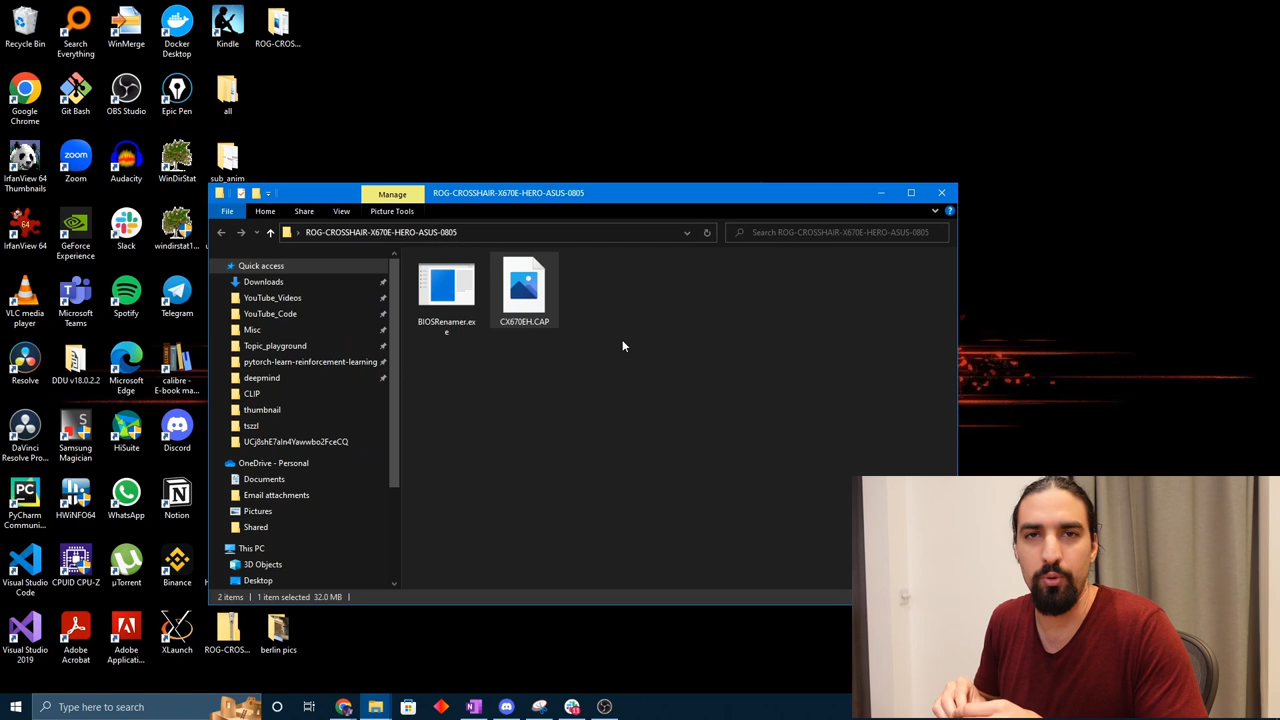 Recycle Bin
Search
Everything
WinMerge
Docker
Desktop
Kindle
ROG-CROS...
Google
Chrome
Git Bash
OBS Studio
Epic Pen
all
IrfanView 64
Thumbnails
Zoom
Audacity
WinDirStat
sub_anim
IrfanView 64
GeForce
Experience
Slack
windirstat1...
VLC media
player
Microsoft
Teams
Spotify
Telegram
Resolve
DDU v18.0.2.2
Microsoft
Edge
calibre -
E-book ma...
DaVinci
Resolve Pro...
Samsung
Magician
HiSuite
Discord
PyCharm
Communi...
HWiNFO64
WhatsApp
Notion
Visual Studio
Code
CPUID CPU-Z
µTorrent
Binance
Visual Studio
2019
Adobe
Acrobat
Adobe
Applicati...
XLaunch
ROG-CROS...
berlin pics
Manage
ROG-CROSSHAIR-X670E-HERO-ASUS-0805
File
Home
Share
View
Picture Tools
ROG-CROSSHAIR-X670E-HERO-ASUS-0805
Search ROG-CROSSHAIR-X670E-HERO-ASUS-0805
Quick access
Downloads
YouTube_Videos
YouTube_Code
Misc
Topic_playground
pytorch-learn-reinforcement-learning
deepmind
CLIP
thumbnail
tszzl
OneDrive - Personal
Documents
Email attachments
Pictures
Shared
This PC
3D Objects
Desktop
BIOSRenamer.ex
e
CX670EH.CAP
2 items
1 item selected 32.0 MB
Type here to search